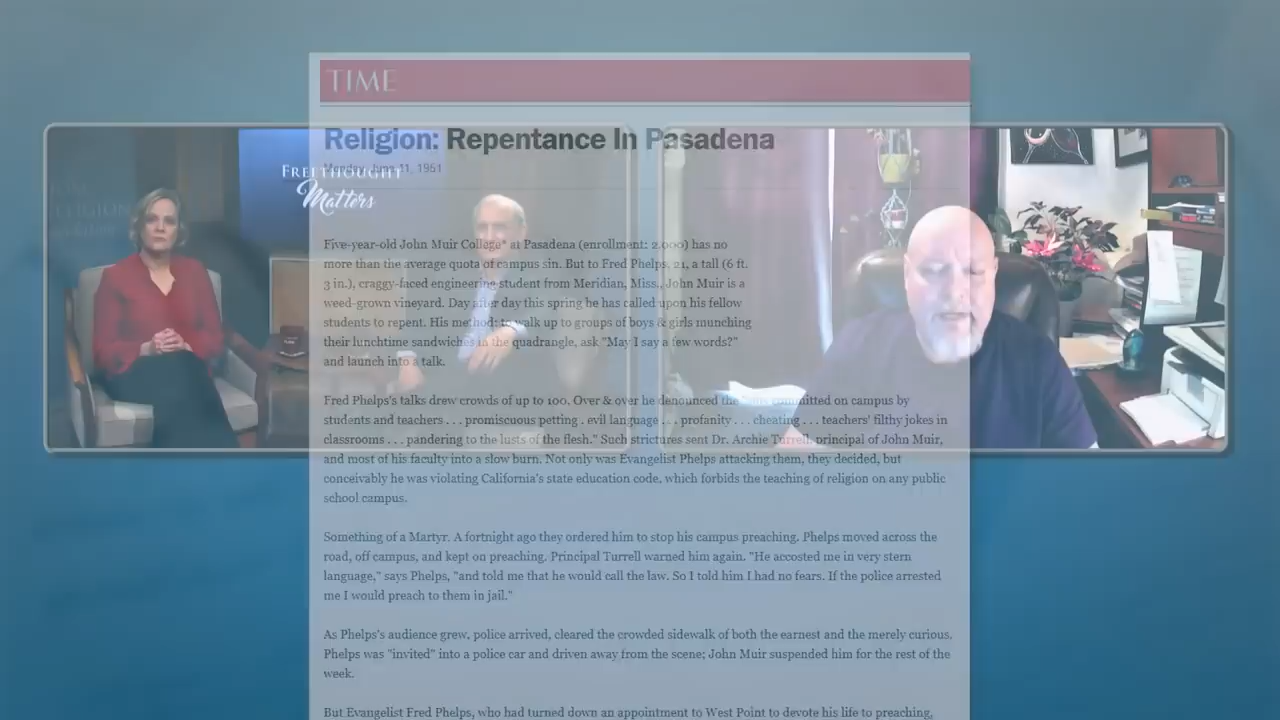 TIME
Religion: Repentance In Pasadena
Monday, June 11, 1951
FREETHOUGHT
Matters
Five-year-old John Muir College* at Pasadena (enrollment: 2,000) has no
more than the average quota of campus sin. But to Fred Phelps, 21, a tall (6 ft.
3 in.), craggy-faced engineering student from Meridian, Miss., John Muir is a
weed-grown vineyard. Day after day this spring he has called upon his fellow
students to repent. His method: to walk up to groups of boys & girls munching
their lunchtime sandwiches in the quadrangle, ask "May I say a few words?"
and launch into a talk.
Fred Phelps's talks drew crowds of up to 100. Over & over he denounced the "sins committed on campus by
students and teachers . . . promiscuous petting . evil language . . . profanity . . . cheating . . . teachers' filthy jokes in
classrooms . . . pandering to the lusts of the flesh." Such strictures sent Dr. Archie Turrell, principal of John Muir,
and most of his faculty into a slow burn. Not only was Evangelist Phelps attacking them, they decided, but
conceivably he was violating California's state education code, which forbids the teaching of religion on any public
school campus.
Something of a Martyr. A fortnight ago they ordered him to stop his campus preaching. Phelps moved across the
road, off campus, and kept on preaching. Principal Turrell warned him again. "He accosted me in very stern
language," says Phelps, "and told me that he would call the law. So I told him I had no fears. If the police arrested
me I would preach to them in jail."
As Phelps's audience grew, police arrived, cleared the crowded sidewalk of both the earnest and the merely curious.
Phelps was "invited" into a police car and driven away from the scene; John Muir suspended him for the rest of the
week.
But Evangelist Fred Phelps, who had turned down an appointment to West Point to devote his life to preaching,